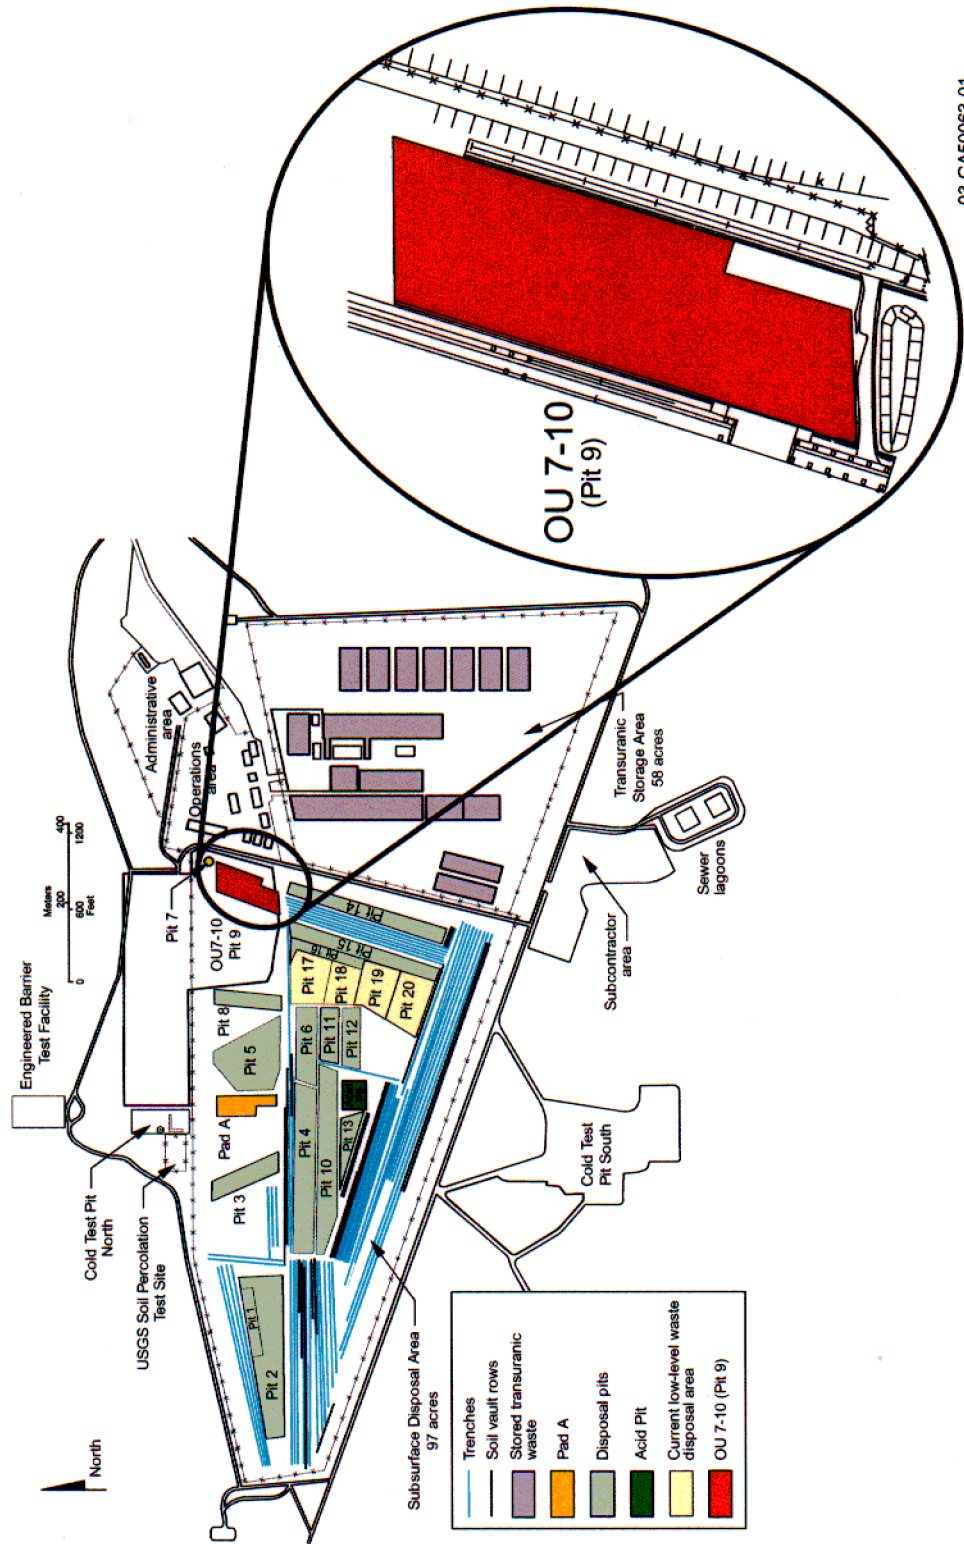 North
Engineered Barrier
Test Facility
Cold Test Pit
North
USGS Soil Percolation
Test Site
Meters
0
200
400
600
1200
Feet
Administrative
area
Operations
area
Pit 7
OU7-10
Pit 9
Pit 8
Pit 5
Pad A
Pit 3
Pit 1
Pit 2
Pit 4
Pit 6
Pit 10
Pit 11
Pit 12
Pit 13
Pit 14
Pit 15
Pit 16
Pit 17
Pit 18
Pit 19
Pit 20
Subsurface Disposal Area
97 acres
Cold Test
Pit South
Subcontractor
area
Sewer
lagoons
Transuranic
Storage Area
58 acres
OU 7-10
(Pit 9)
Trenches
Soil vault rows
Stored transuranic
waste
Pad A
Disposal pits
Acid Pit
Current low-level waste
disposal area
OU 7-10 (Pit 9)